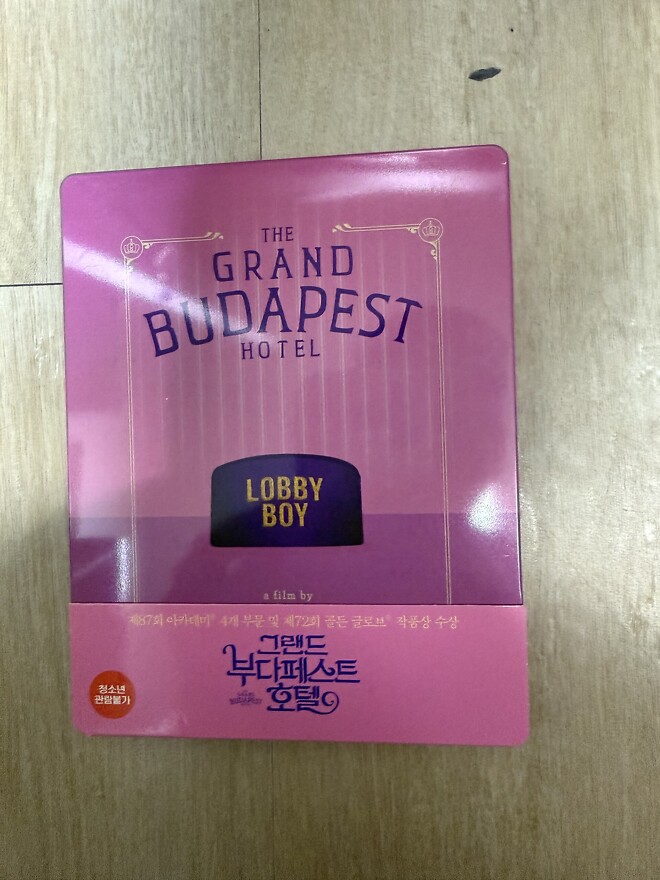 THE
GRAND
BUDAPEST
HOTEL
LOBBY
BOY
a film by
제87회 아카데미® 4개 부문 및 제72회 골든 글로브® 작품상 수상
그랜드
부다페스트
호텔
청소년
관람불가